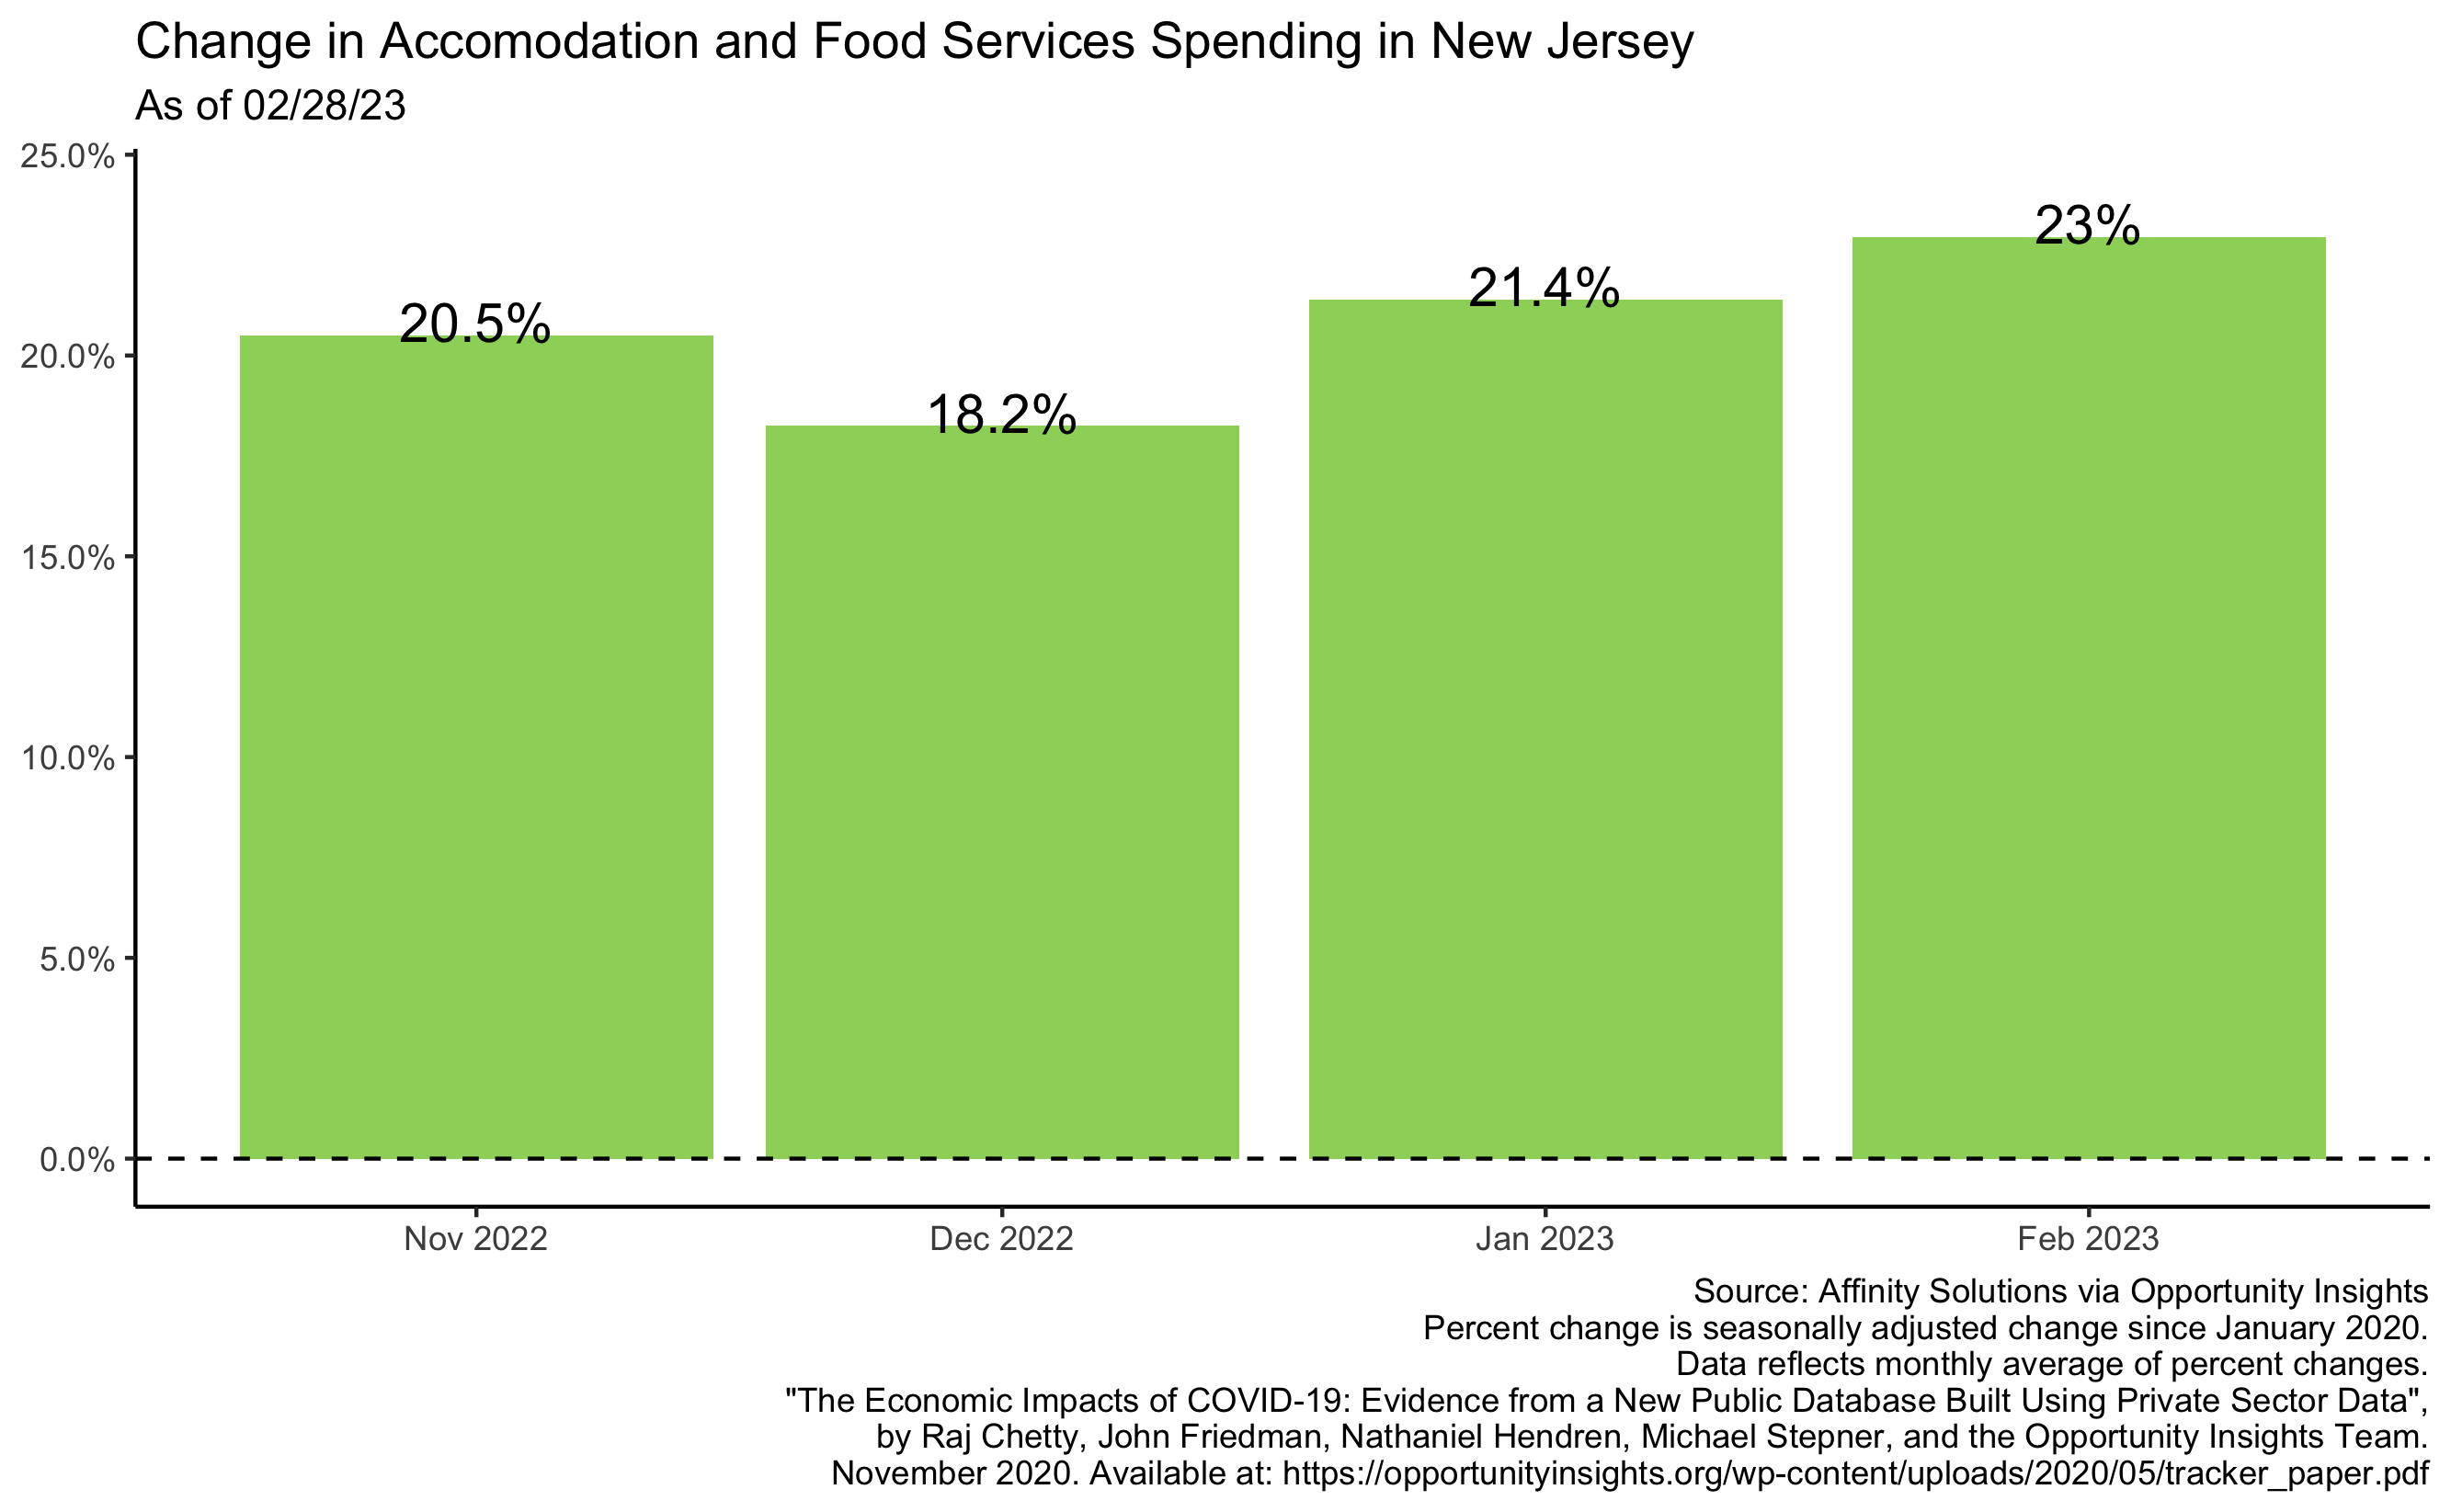 Change in Accomodation and Food Services Spending in New Jersey
As of 02/28/23
25.0%
20.0%
15.0%
10.0%
5.0%
0.0%
20.5%
18.2%
21.4%
23%
Nov 2022
Dec 2022
Jan 2023
Feb 2023
Source: Affinity Solutions via Opportunity Insights
Percent change is seasonally adjusted change since January 2020.
Data reflects monthly average of percent changes.
"The Economic Impacts of COVID-19: Evidence from a New Public Database Built Using Private Sector Data",
by Raj Chetty, John Friedman, Nathaniel Hendren, Michael Stepner, and the Opportunity Insights Team.
November 2020. Available at: https://opportunityinsights.org/wp-content/uploads/2020/05/tracker_paper.pdf